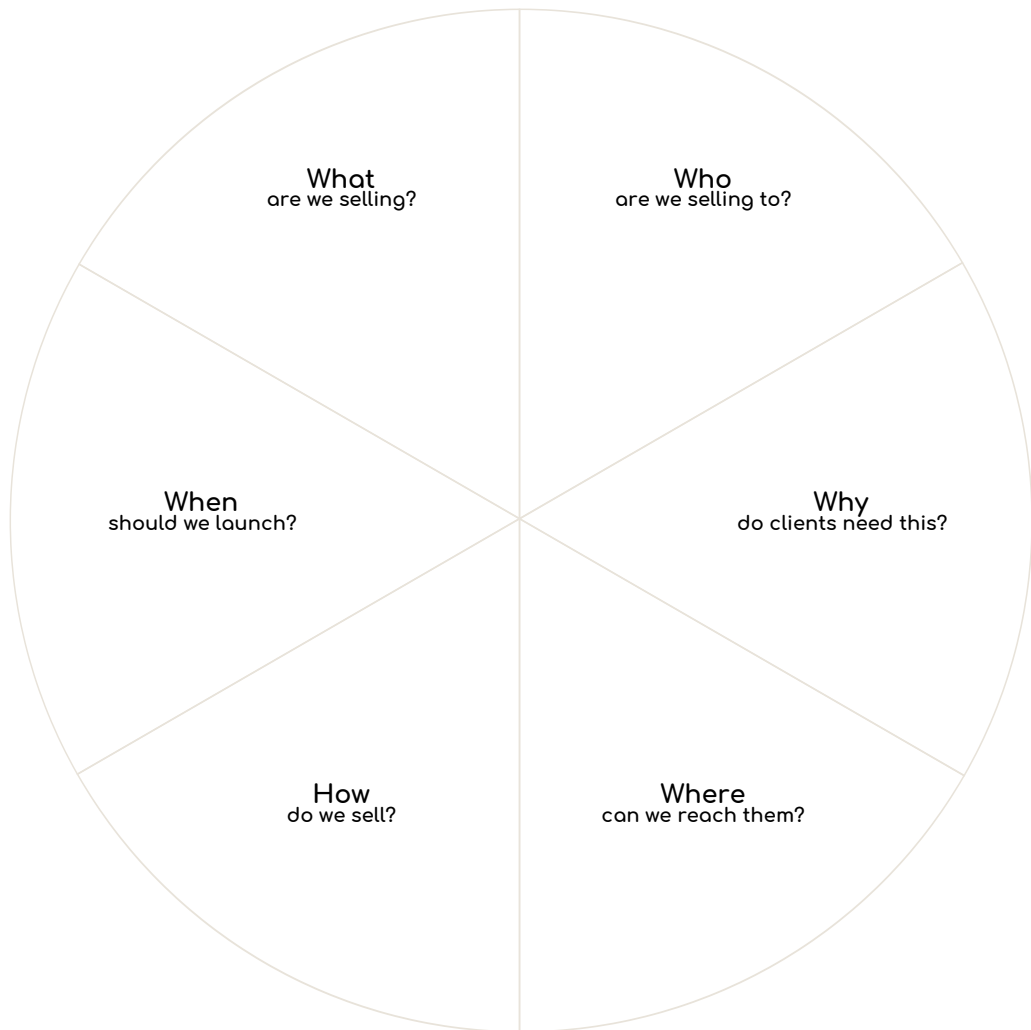 What
are we selling?
Who
are we selling to?
When
should we launch?
Why
do clients need this?
How
do we sell?
Where
can we reach them?